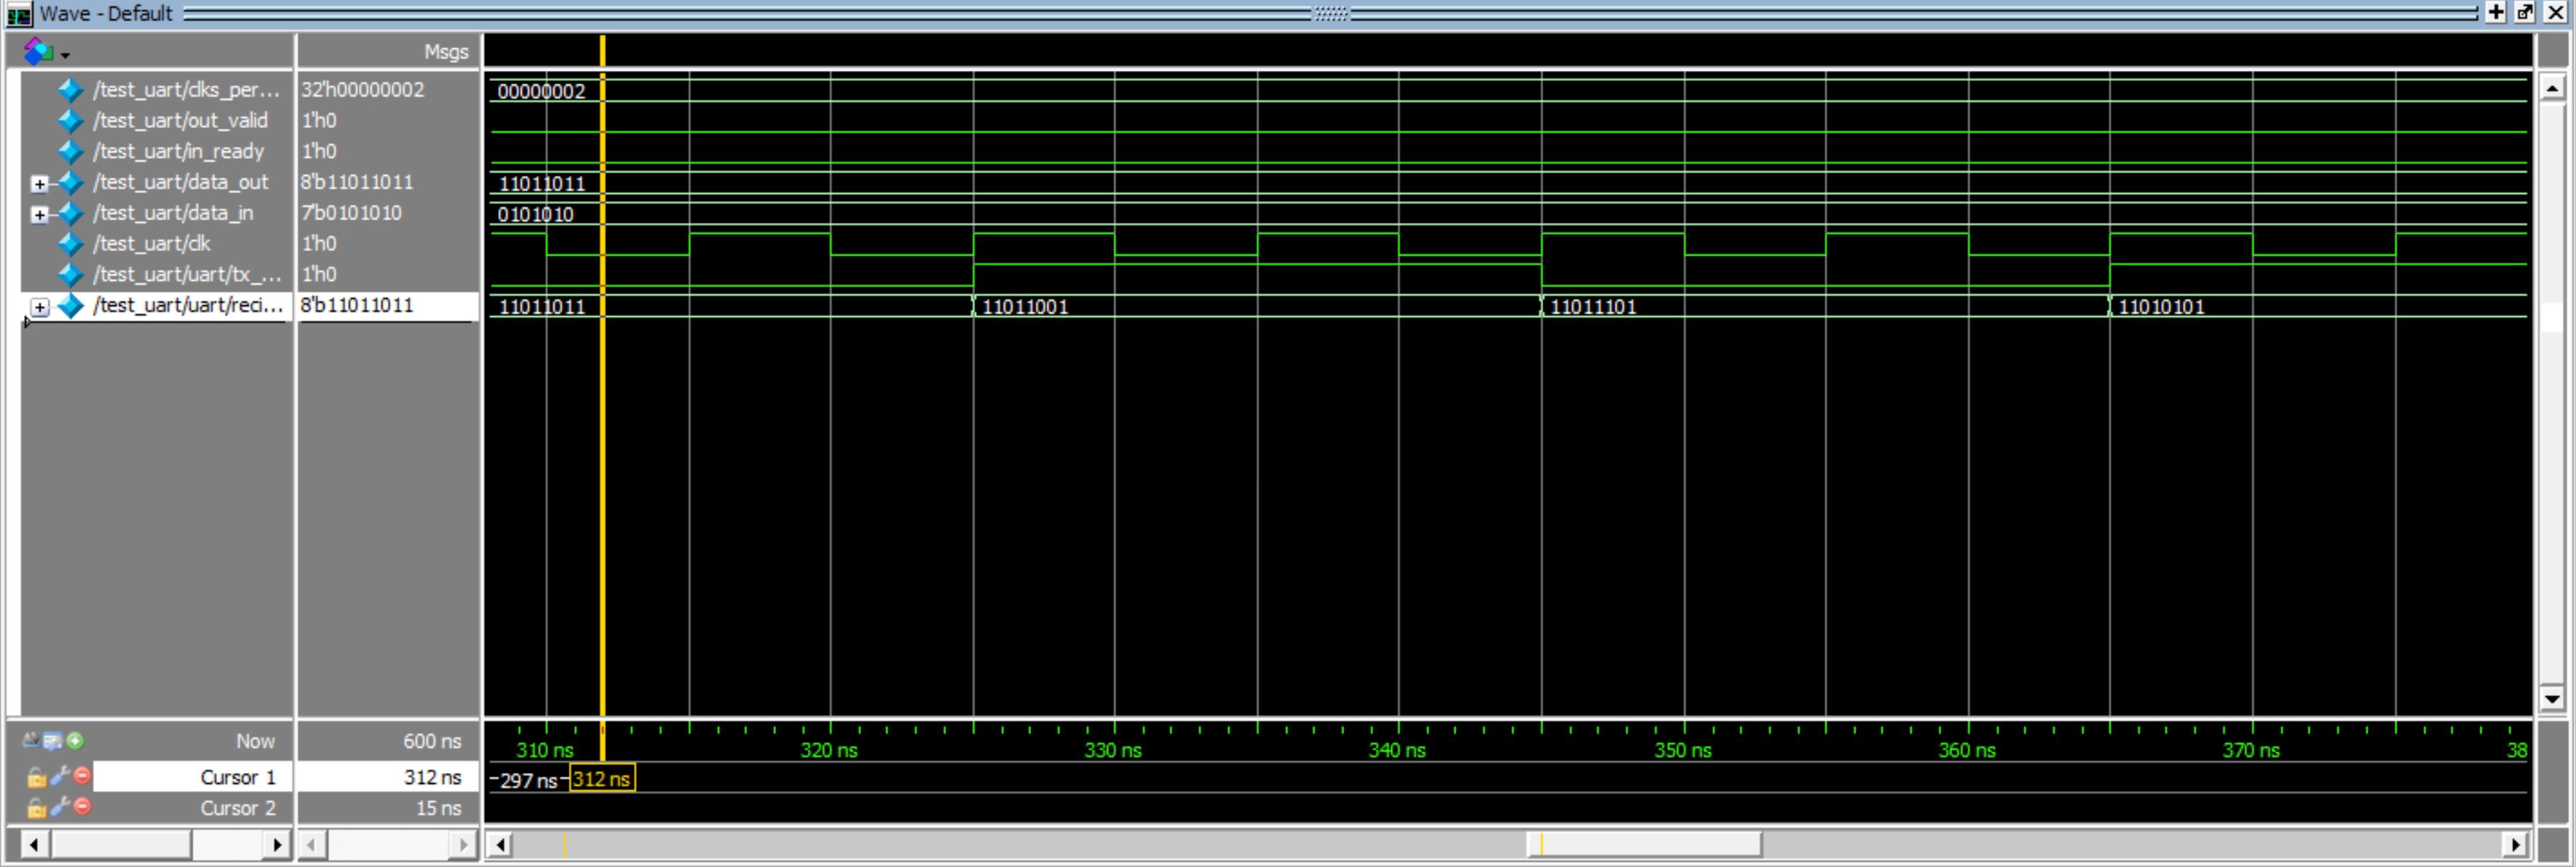 Wave - Default
Msgs
/test_uart/clks_per... 32'h00000002 00000002
/test_uart/out_valid 1'h0
/test_uart/in_ready 1'h0
/test_uart/data_out 8'b11011011 11011011
/test_uart/data_in 7'b0101010 0101010
/test_uart/clk 1'h0
/test_uart/uart/tx_... 1'h0
/test_uart/uart/reci... 8'b11011011 11011011 11011001 11011101 11010101
Now 600 ns 310 ns 320 ns 330 ns 340 ns 350 ns 360 ns 370 ns 38
Cursor 1 312 ns -297 ns- 312 ns
Cursor 2 15 ns